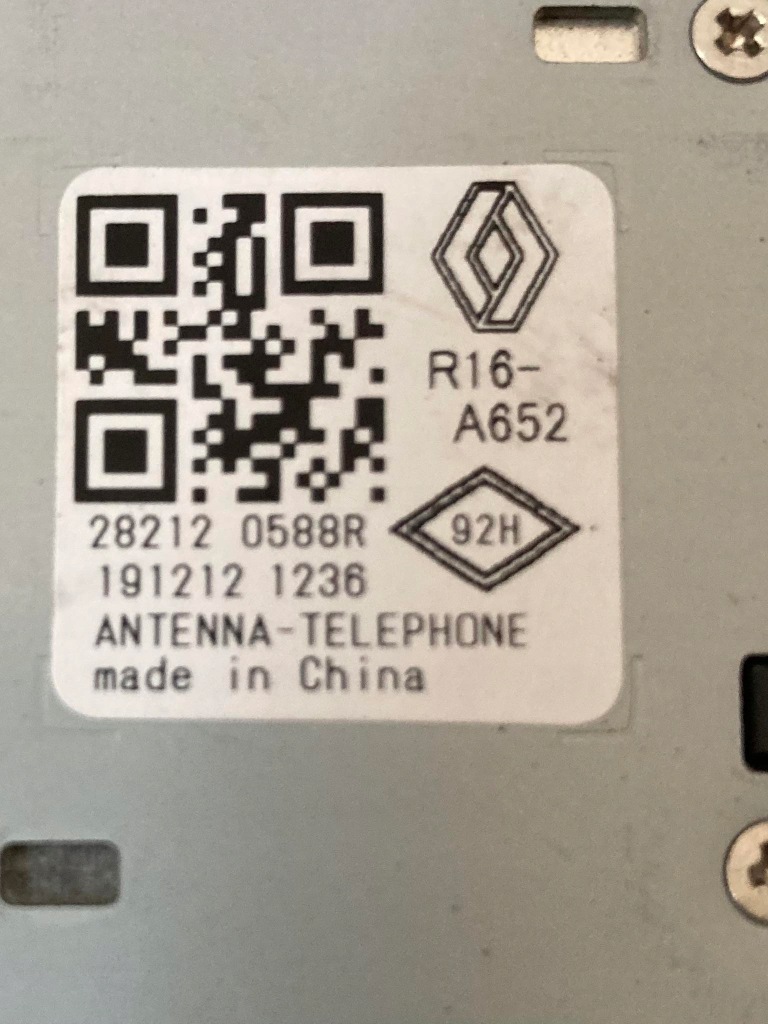 R16-
A652
92H
28212 0588R
191212 1236
ANTENNA-TELEPHONE
made in China